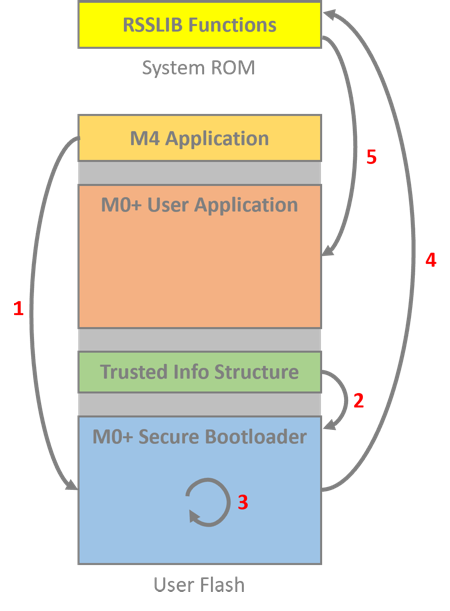 RSSLIB Functions
System ROM
M4 Application
5
M0+ User Application
4
1
Trusted Info Structure
2
M0+ Secure Bootloader
3
User Flash